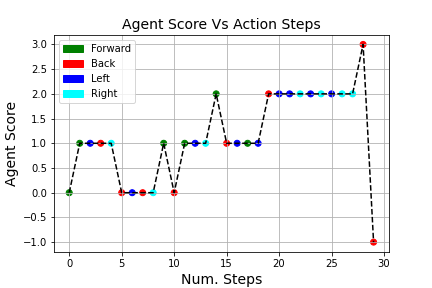 Agent Score Vs Action Steps
Forward
Back
Left
Right
3.0
2.5
2.0
1.5
1.0
0.5
0.0
−0.5
−1.0
Agent Score
0 5 10 15 20 25 30
Num. Steps